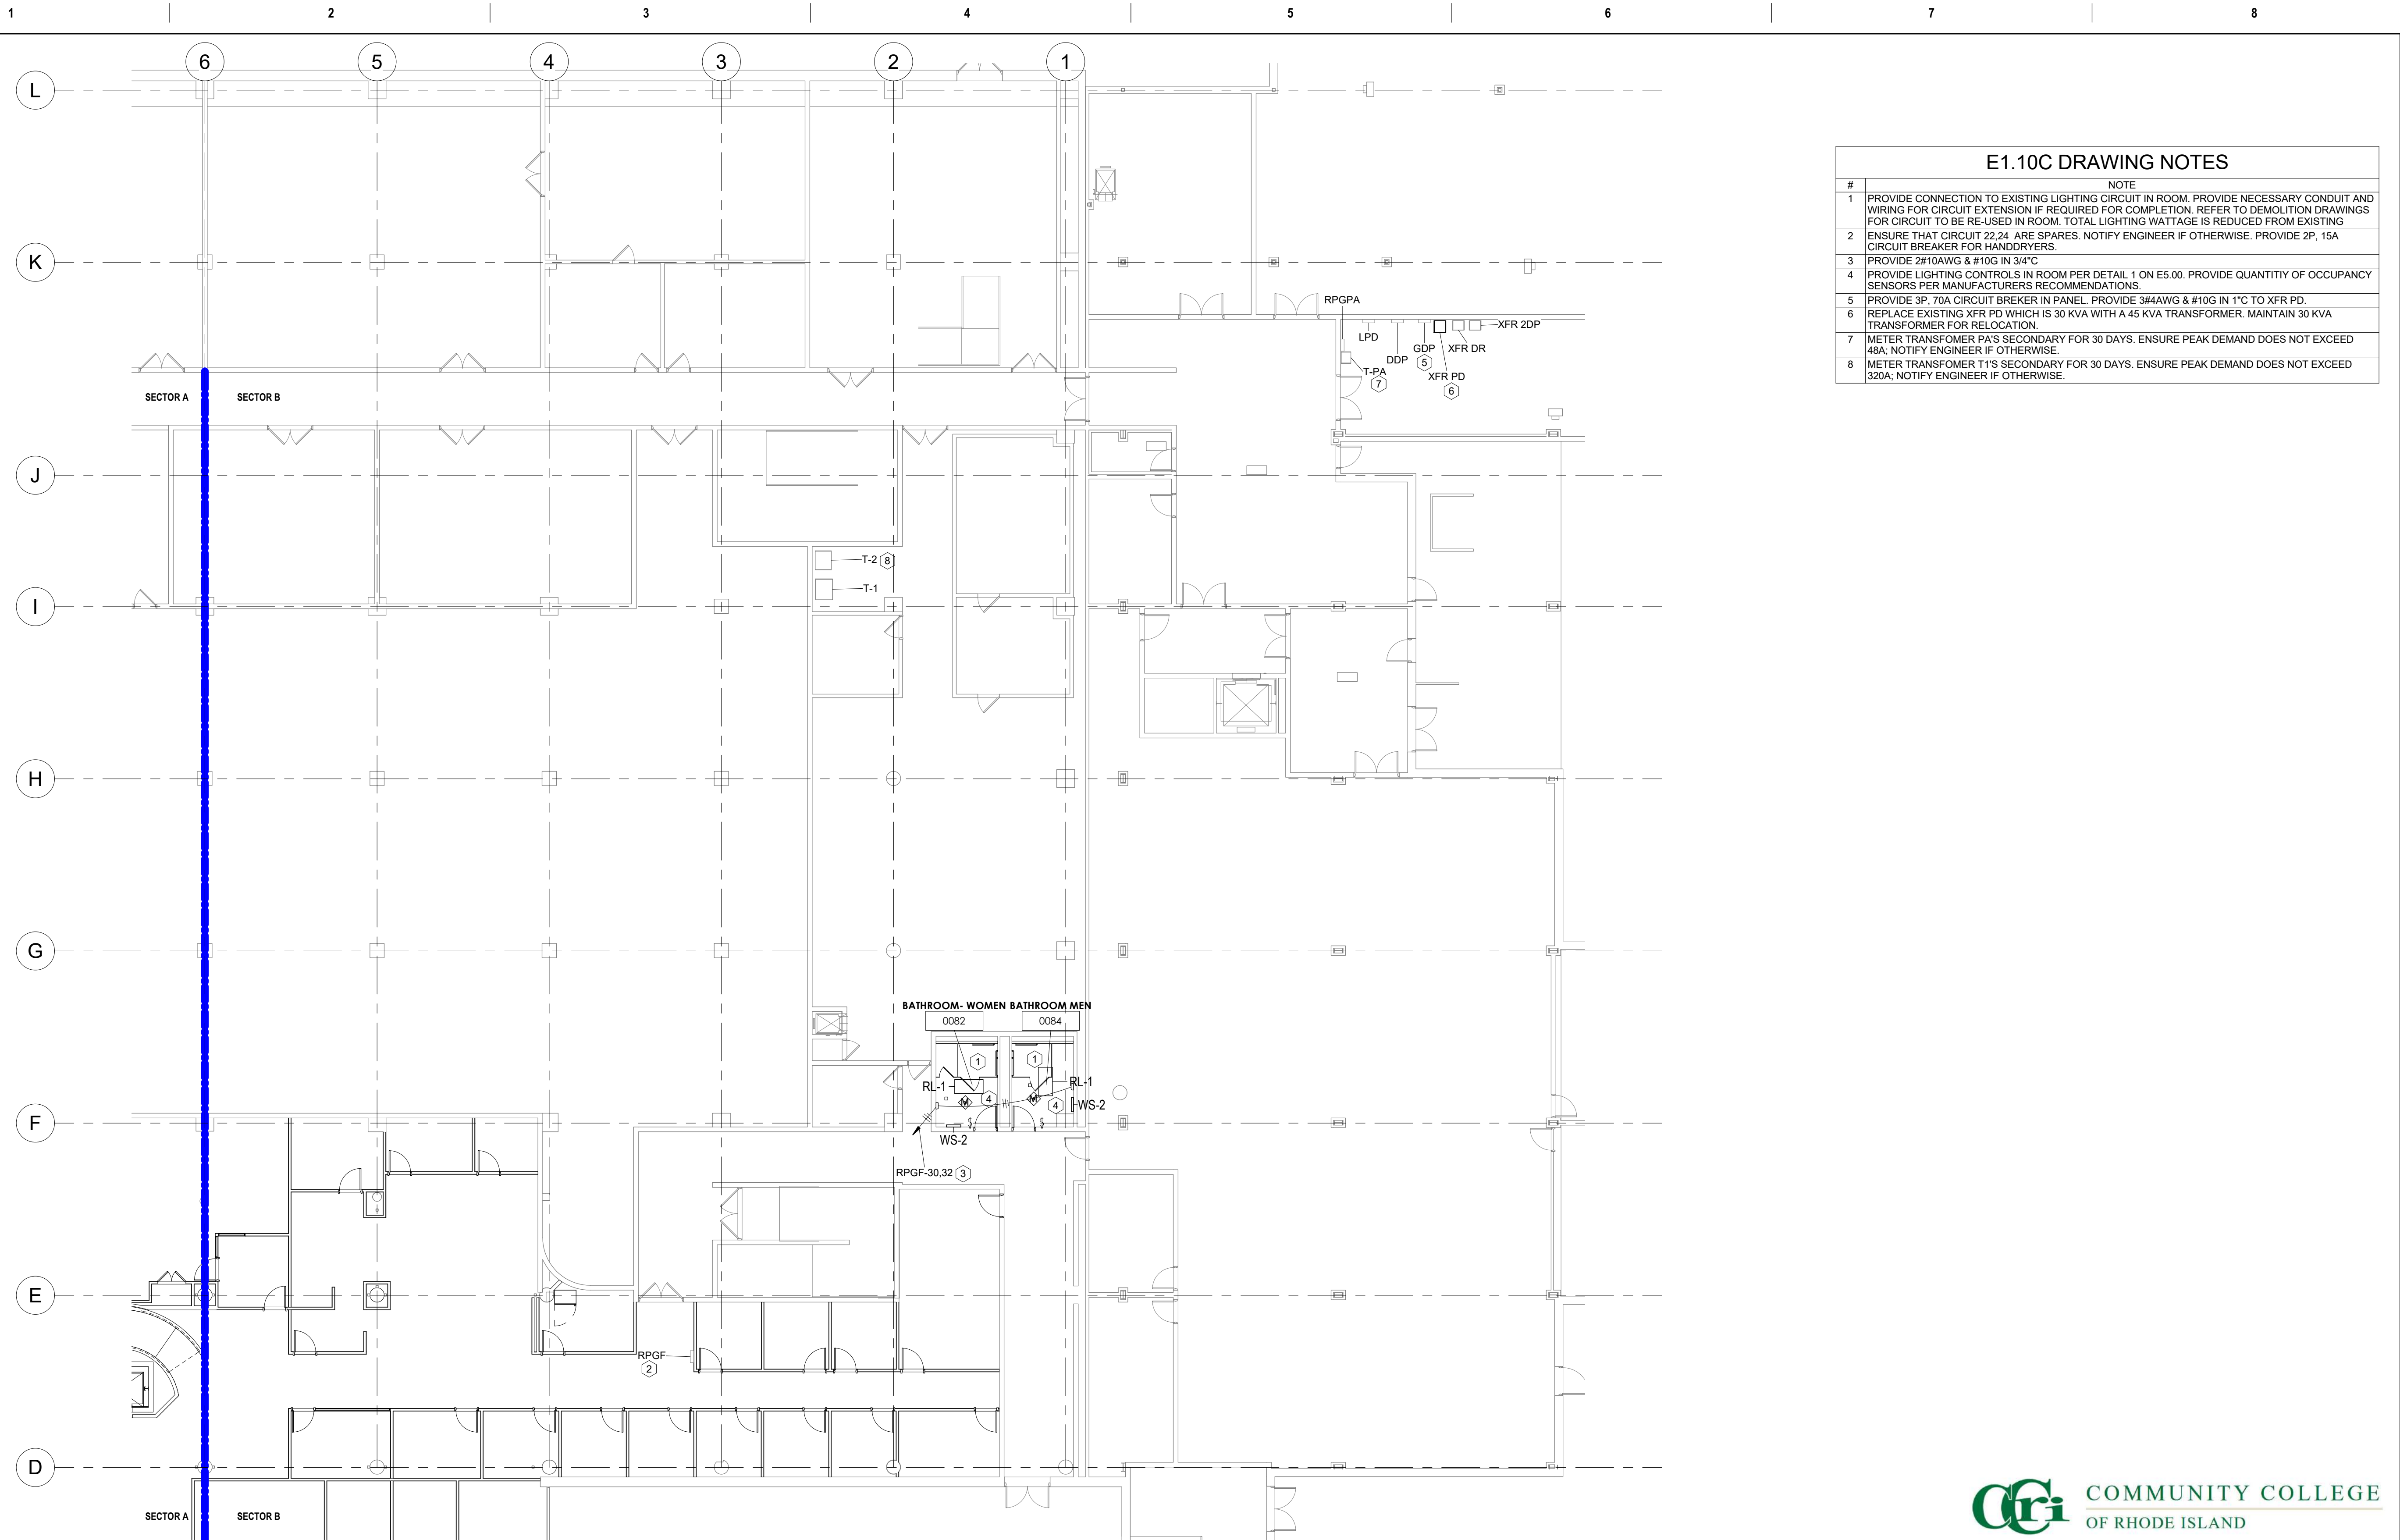 1 2 3 4 5 6 7 8
6 5 4 3 2 1
L
E1.10C DRAWING NOTES
# NOTE
1 PROVIDE CONNECTION TO EXISTING LIGHTING CIRCUIT IN ROOM. PROVIDE NECESSARY CONDUIT AND
WIRING FOR CIRCUIT EXTENSION IF REQUIRED FOR COMPLETION. REFER TO DEMOLITION DRAWINGS
FOR CIRCUIT TO BE RE-USED IN ROOM. TOTAL LIGHTING WATTAGE IS REDUCED FROM EXISTING
2 ENSURE THAT CIRCUIT 22,24 ARE SPARES. NOTIFY ENGINEER IF OTHERWISE. PROVIDE 2P, 15A
CIRCUIT BREAKER FOR HANDDRYERS.
3 PROVIDE 2#10AWG & #10G IN 3/4"C
4 PROVIDE LIGHTING CONTROLS IN ROOM PER DETAIL 1 ON E5.00. PROVIDE QUANTITIY OF OCCUPANCY
SENSORS PER MANUFACTURERS RECOMMENDATIONS.
5 PROVIDE 3P, 70A CIRCUIT BREKER IN PANEL. PROVIDE 3#4AWG & #10G IN 1"C TO XFR PD.
6 REPLACE EXISTING XFR PD WHICH IS 30 KVA WITH A 45 KVA TRANSFORMER. MAINTAIN 30 KVA
TRANSFORMER FOR RELOCATION.
7 METER TRANSFOMER PA'S SECONDARY FOR 30 DAYS. ENSURE PEAK DEMAND DOES NOT EXCEED
48A; NOTIFY ENGINEER IF OTHERWISE.
8 METER TRANSFOMER T1'S SECONDARY FOR 30 DAYS. ENSURE PEAK DEMAND DOES NOT EXCEED
320A; NOTIFY ENGINEER IF OTHERWISE.
K
RPGPA
LPD
DDP
GDP
5
XFR PD
6
XFR DR
XFR 2DP
T-PA
7
SECTOR A SECTOR B
J
T-2 8
T-1
I
H
G
BATHROOM- WOMEN BATHROOM MEN
0082 0084
1 1
RL-1 RL-1
M 4 M 4
WS-2
$ $
WS-2
F
RPGF-30,32 3
E
RPGF
2
D
SECTOR A SECTOR B
CCri
COMMUNITY COLLEGE
OF RHODE ISLAND